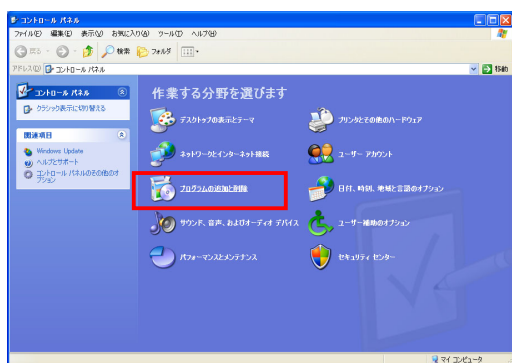 コントロール パネル
ファイル(F) 編集(E) 表示(V) お気に入り(A) ツール(T) ヘルプ(H)
戻る 検索 フォルダ
アドレス(D) コントロール パネル 移動
コントロール パネル
クラシック表示に切り替える
関連項目
Windows Update
ヘルプとサポート
コントロール パネルのその他のオプション
作業する分野を選びます
デスクトップの表示とテーマ
プリンタとその他のハードウェア
ネットワークとインターネット接続
ユーザー アカウント
プログラムの追加と削除
日付、時刻、地域と言語のオプション
サウンド、音声、およびオーディオ デバイス
ユーザー補助のオプション
パフォーマンスとメンテナンス
セキュリティ センター
マイ コンピュータ